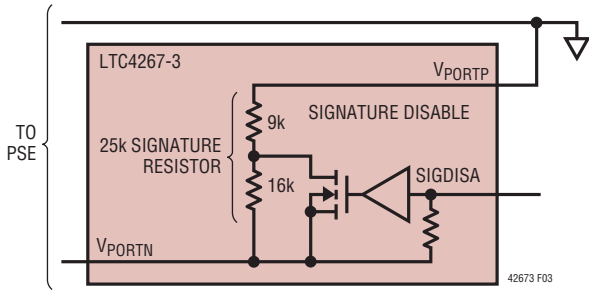 LTC4267-3
VPORTP
SIGNATURE DISABLE
9k
TO
PSE
25k SIGNATURE
RESISTOR
16k
SIGDISA
VPORTN
42673 F03